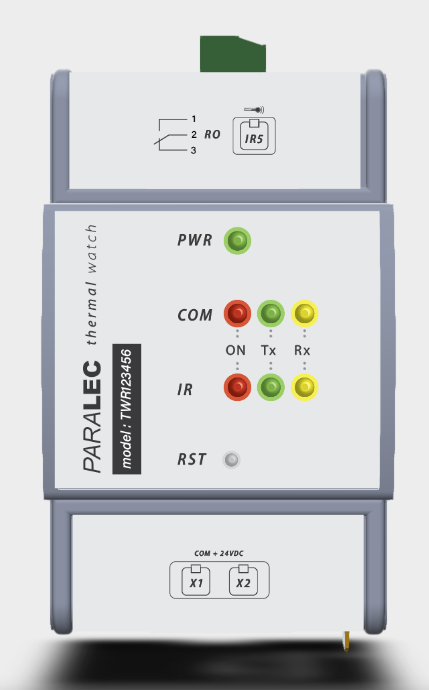 1
2 RO
3
IR5
PWR
COM
ON Tx Rx
IR
RST
PARALEC thermal watch
model : TWR123456
COM + 24VDC
X1 X2